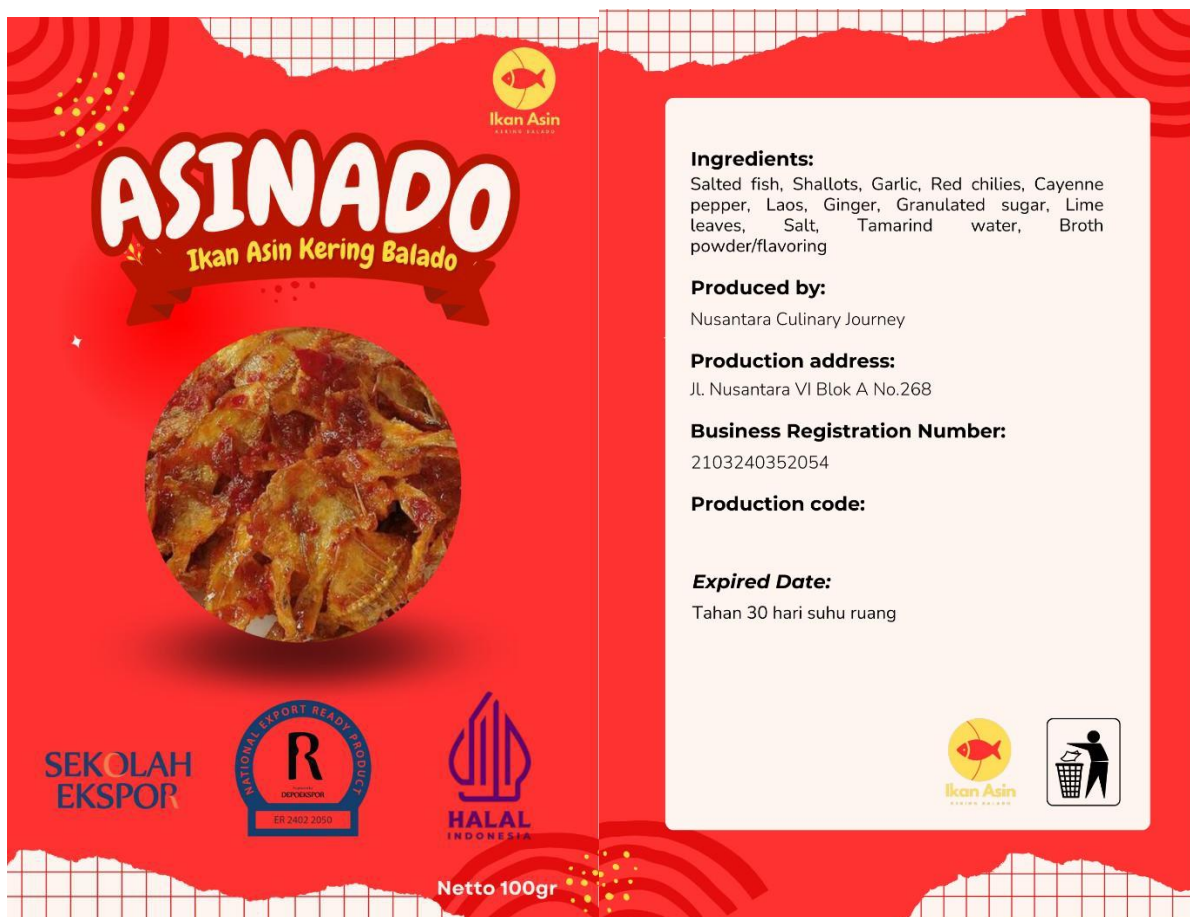 Ikan Asin
ASRING BALADO
ASINADO
Ikan Asin Kering Balado
SEKOLAH
EKSPOR
NATIONAL EXPORT READY PRODUCT
R
DEPOEKSPOR
ER 2402 2050
HALAL
INDONESIA
Netto 100gr
Ingredients:
Salted fish, Shallots, Garlic, Red chilies, Cayenne
pepper, Laos, Ginger, Granulated sugar, Lime
leaves, Salt, Tamarind water, Broth
powder/flavoring
Produced by:
Nusantara Culinary Journey
Production address:
Jl. Nusantara VI Blok A No.268
Business Registration Number:
2103240352054
Production code:
Expired Date:
Tahan 30 hari suhu ruang
Ikan Asin